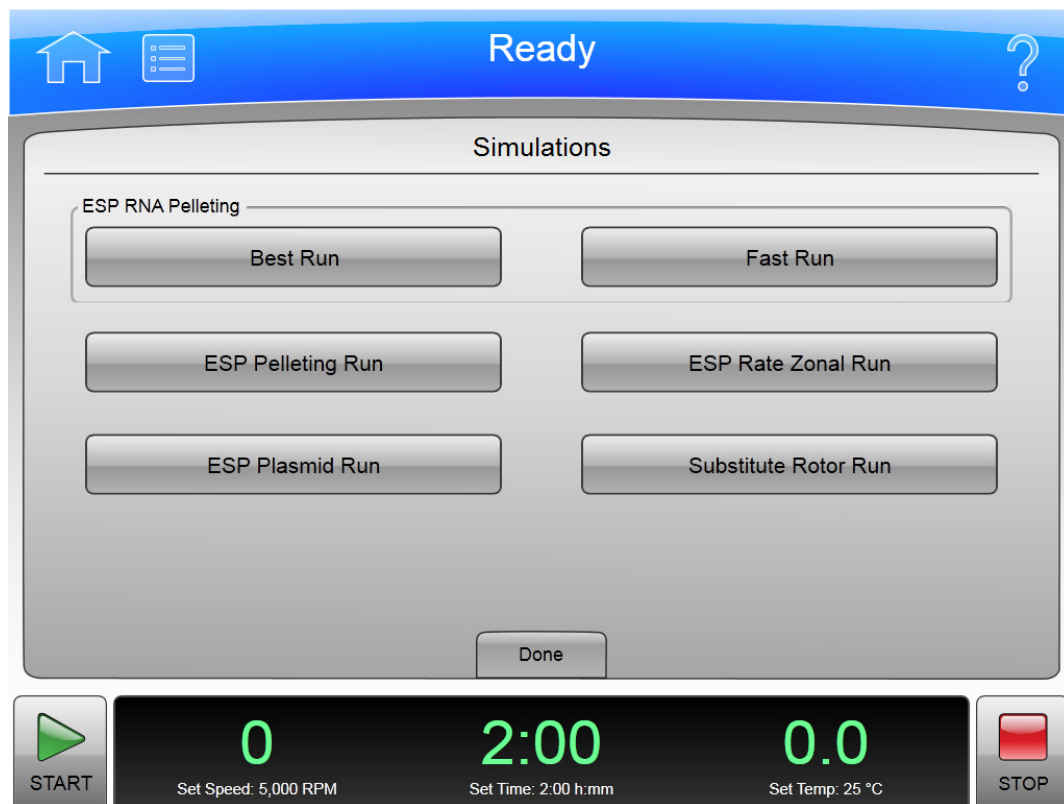 Ready
Simulations
ESP RNA Pelleting
Best Run
Fast Run
ESP Pelleting Run
ESP Rate Zonal Run
ESP Plasmid Run
Substitute Rotor Run
Done
START
0
2:00
0.0
Set Speed: 5,000 RPM
Set Time: 2:00 h:mm
Set Temp: 25 °C
STOP